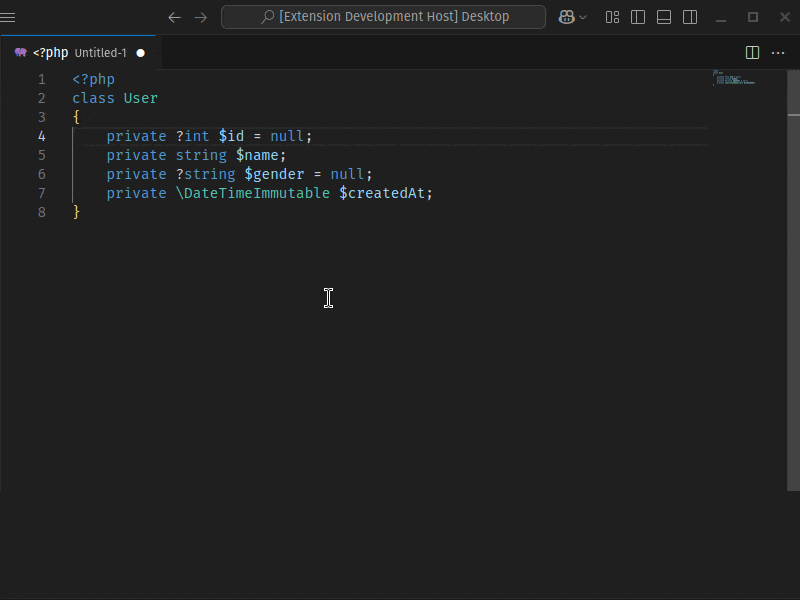 [Extension Development Host] Desktop
<?php Untitled-1
1 <?php
2 class User
3 {
4 private ?int $id = null;
5 private string $name;
6 private ?string $gender = null;
7 private \DateTimeImmutable $createdAt;
8 }